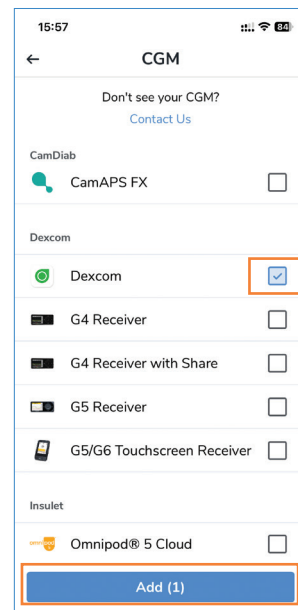 15:57
84
CGM
Don't see your CGM?
Contact Us
CamDiab
CamAPS FX
Dexcom
Dexcom
G4 Receiver
G4 Receiver with Share
G5 Receiver
G5/G6 Touchscreen Receiver
Insulet
omnipod
Omnipod® 5 Cloud
Add (1)